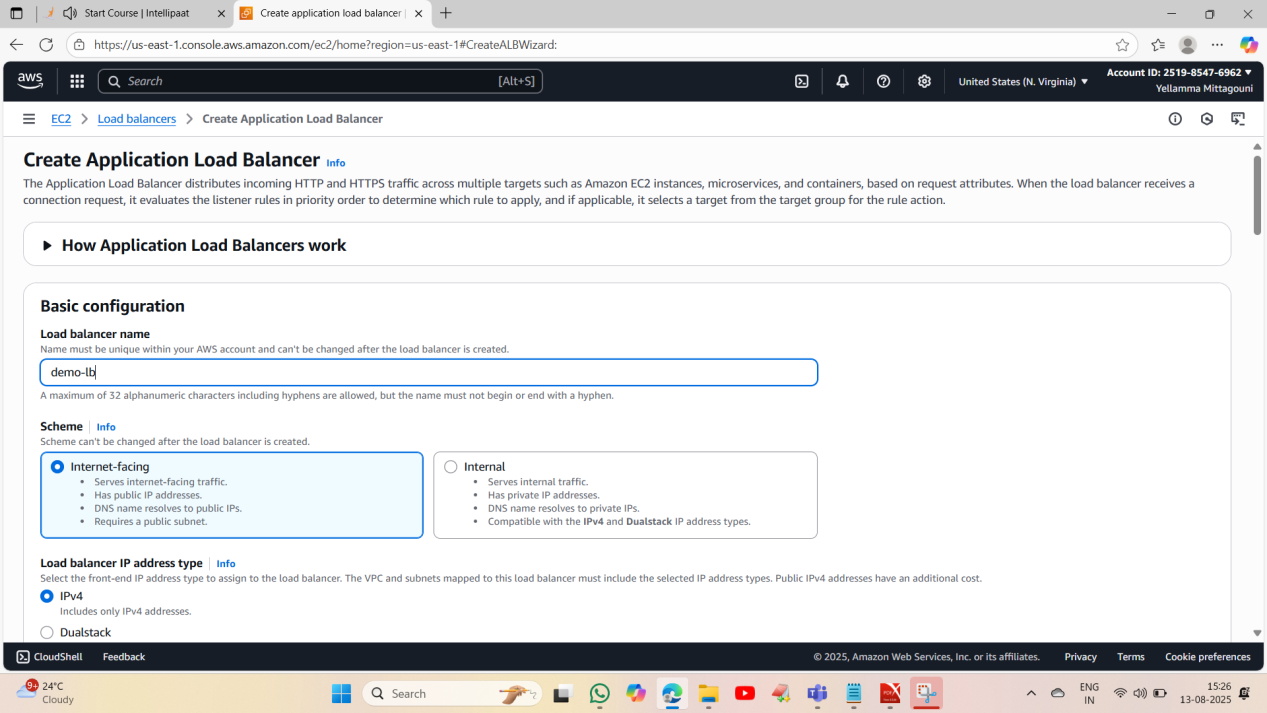 Start Course | Intellipaat
Create application load balancer |
https://us-east-1.console.aws.amazon.com/ec2/home?region=us-east-1#CreateALBWizard:
aws
Search
[Alt+S]
United States (N. Virginia)
Account ID: 2519-8547-6962
Yellamma Mittagouni
EC2
Load balancers
Create Application Load Balancer
Create Application Load Balancer Info
The Application Load Balancer distributes incoming HTTP and HTTPS traffic across multiple targets such as Amazon EC2 instances, microservices, and containers, based on request attributes. When the load balancer receives a
connection request, it evaluates the listener rules in priority order to determine which rule to apply, and if applicable, it selects a target from the target group for the rule action.
How Application Load Balancers work
Basic configuration
Load balancer name
Name must be unique within your AWS account and can't be changed after the load balancer is created.
demo-lb
A maximum of 32 alphanumeric characters including hyphens are allowed, but the name must not begin or end with a hyphen.
Scheme Info
Scheme can't be changed after the load balancer is created.
Internet-facing
• Serves internet-facing traffic.
• Has public IP addresses.
• DNS name resolves to public IPs.
• Requires a public subnet.
Internal
• Serves internal traffic.
• Has private IP addresses.
• DNS name resolves to private IPs.
• Compatible with the IPv4 and Dualstack IP address types.
Load balancer IP address type Info
Select the front-end IP address type to assign to the load balancer. The VPC and subnets mapped to this load balancer must include the selected IP address types. Public IPv4 addresses have an additional cost.
IPv4
Includes only IPv4 addresses.
Dualstack
CloudShell
Feedback
© 2025, Amazon Web Services, Inc. or its affiliates.
Privacy
Terms
Cookie preferences
9+
24°C
Cloudy
Search
ENG
IN
15:26
13-08-2025